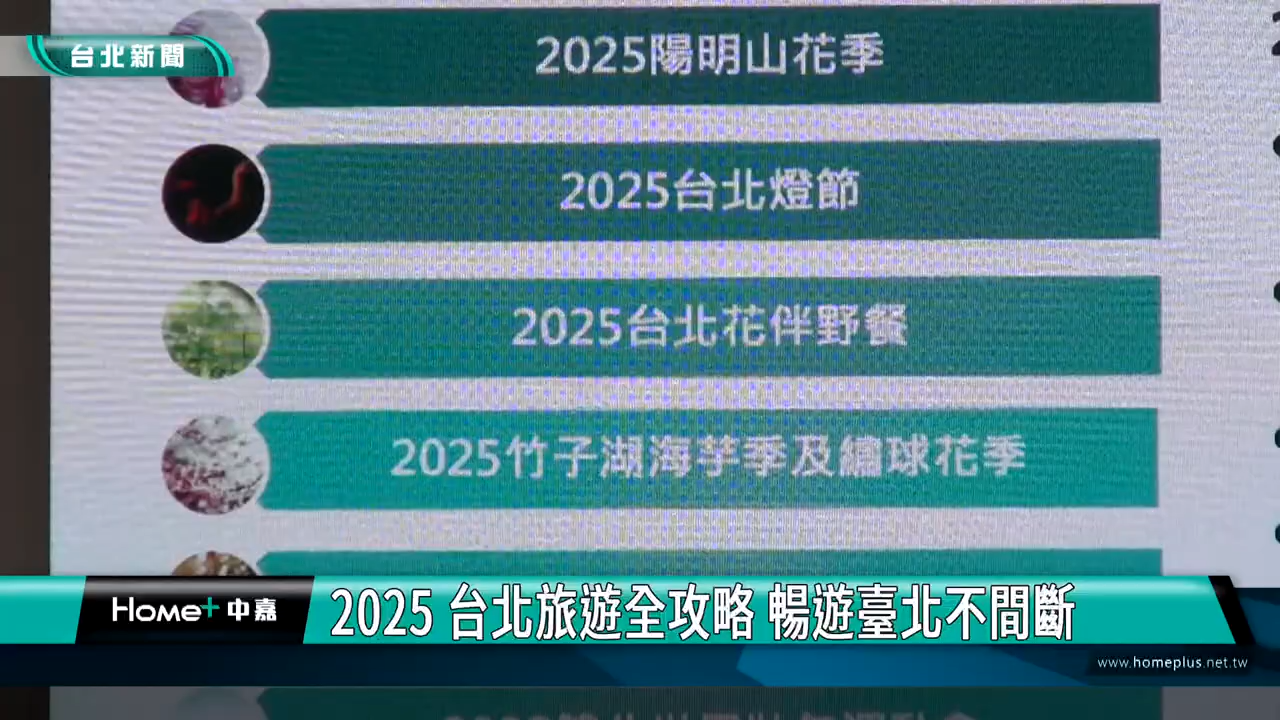 台北新聞
2025陽明山花季
2025台北燈節
2025台北花伴野餐
2025竹子湖海芋季及繡球花季
Home+中嘉
2025 台北旅遊全攻略 暢遊臺北不間斷
www.homeplus.net.tw